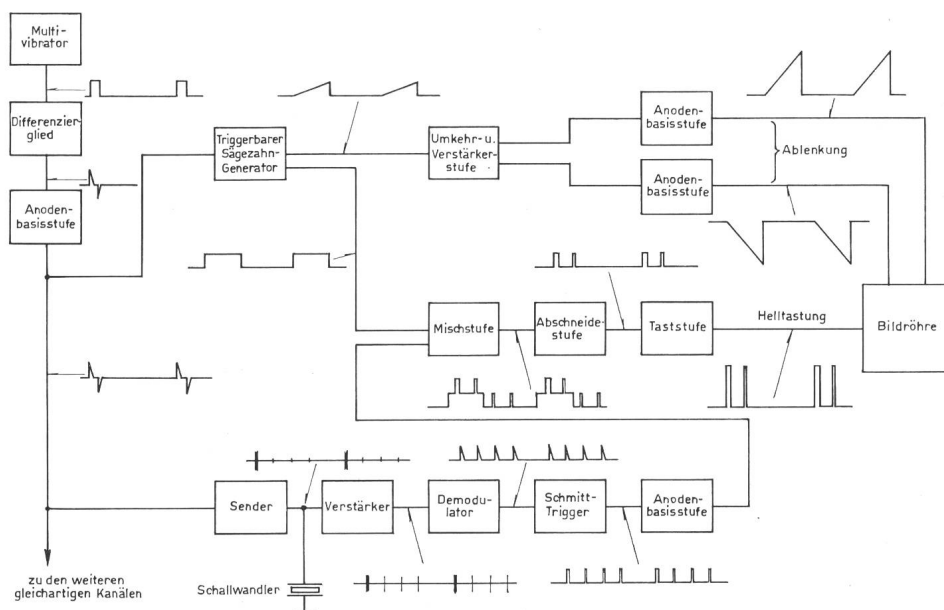 Multi-
vibrator
Differenzier-
glied
Anoden-
basisstufe
Triggerbarer
Sägezahn-
Generator
Umkehr- u.
Verstärker-
stufe
Anoden-
basisstufe
Ablenkung
Anoden-
basisstufe
Mischstufe
Abschneide-
stufe
Taststufe
Helltastung
Bildröhre
Sender
Verstärker
Demodu-
lator
Schmitt-
Trigger
Anoden-
basisstufe
Schallwandler
zu den weiteren
gleichartigen Kanälen